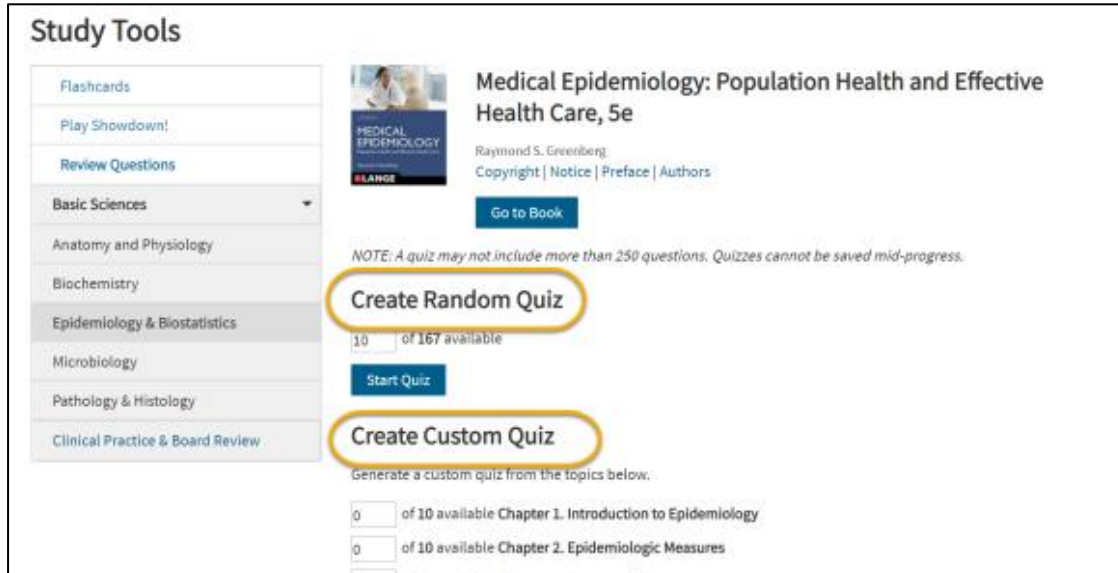 Study Tools
Flashcards
Play Showdown!
Review Questions
Basic Sciences
Anatomy and Physiology
Biochemistry
Epidemiology & Biostatistics
Microbiology
Pathology & Histology
Clinical Practice & Board Review
MEDICAL
EPIDEMIOLOGY
LANGE
Medical Epidemiology: Population Health and Effective
Health Care, 5e
Raymond S. Greenberg
Copyright | Notice | Preface | Authors
Go to Book
NOTE: A quiz may not include more than 250 questions. Quizzes cannot be saved mid-progress.
Create Random Quiz
10 of 167 available
Start Quiz
Create Custom Quiz
Generate a custom quiz from the topics below.
0 of 10 available Chapter 1. Introduction to Epidemiology
0 of 10 available Chapter 2. Epidemiologic Measures